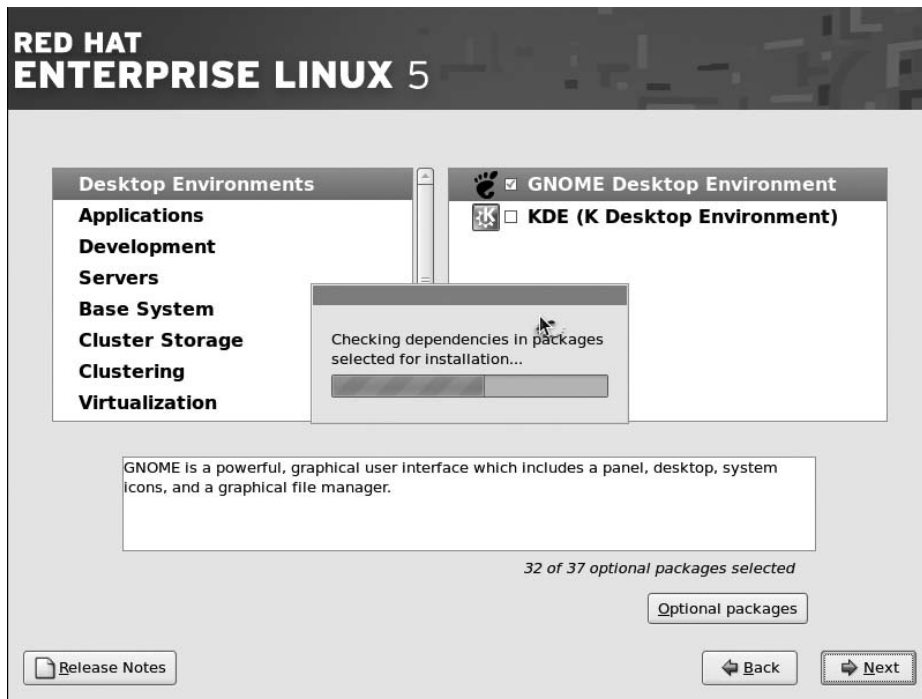 RED HAT
ENTERPRISE LINUX 5
Desktop Environments
Applications
Development
Servers
Base System
Cluster Storage
Clustering
Virtualization
GNOME Desktop Environment
KDE (K Desktop Environment)
Checking dependencies in packages
selected for installation...
GNOME is a powerful, graphical user interface which includes a panel, desktop, system
icons, and a graphical file manager.
32 of 37 optional packages selected
Optional packages
Release Notes
Back
Next